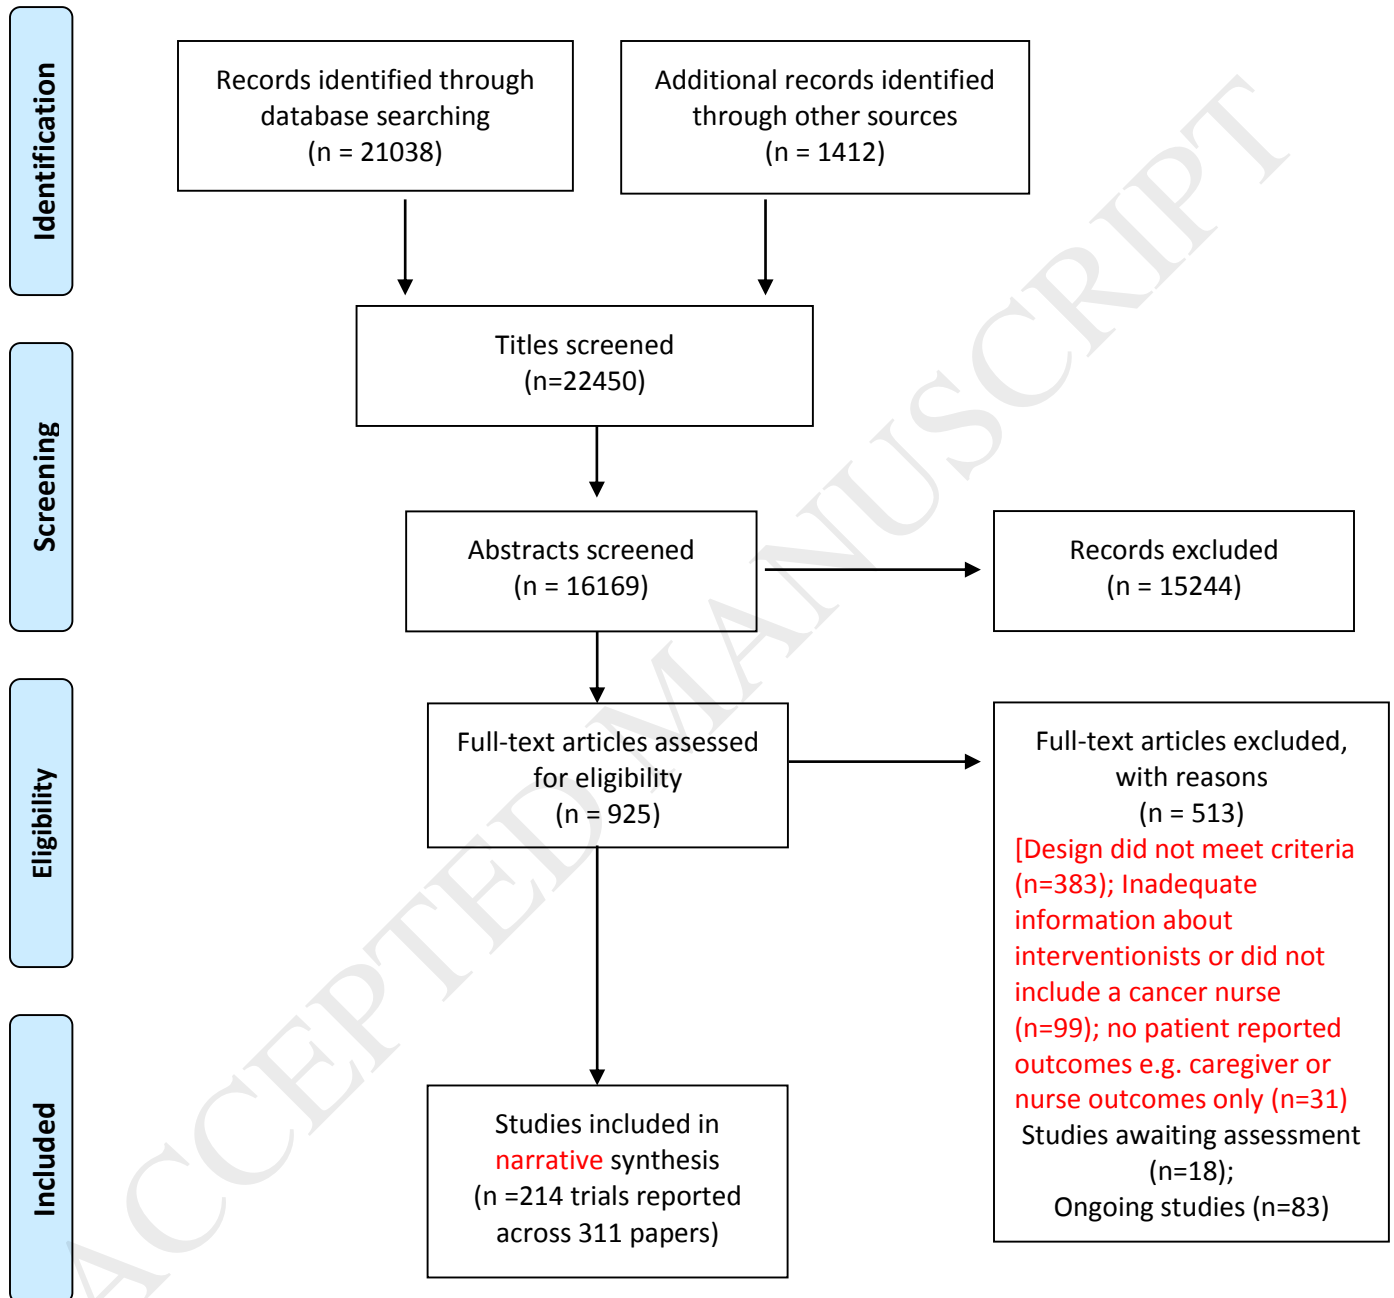 Identification
Records identified through
database searching
(n = 21038)
Additional records identified
through other sources
(n = 1412)
Screening
Titles screened
(n=22450)
Abstracts screened
(n = 16169)
Records excluded
(n = 15244)
Eligibility
Full-text articles assessed
for eligibility
(n = 925)
Full-text articles excluded,
with reasons
(n = 513)
[Design did not meet criteria
(n=383); Inadequate
information about
interventionists or did not
include a cancer nurse
(n=99); no patient reported
outcomes e.g. caregiver or
nurse outcomes only (n=31)
Studies awaiting assessment
(n=18);
Ongoing studies (n=83)
Included
Studies included in
narrative synthesis
(n =214 trials reported
across 311 papers)
ACCEPTED MANUSCRIPT